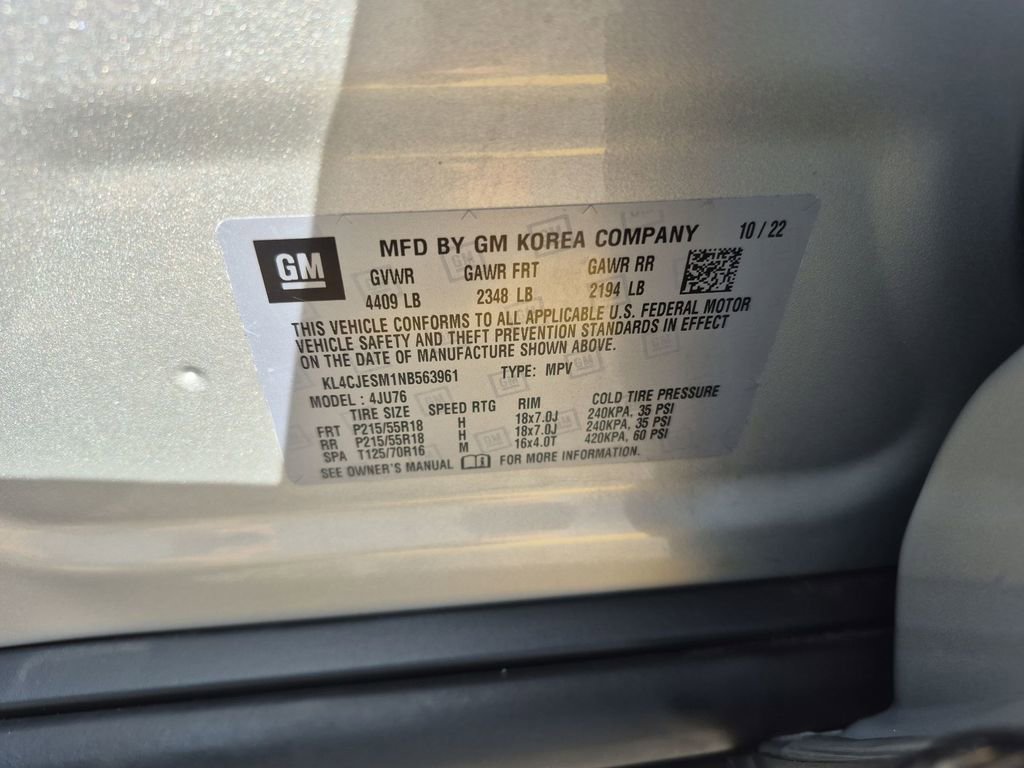 GM
MFD BY GM KOREA COMPANY 10 / 22
GVWR GAWR FRT GAWR RR
4409 LB 2348 LB 2194 LB
THIS VEHICLE CONFORMS TO ALL APPLICABLE U.S. FEDERAL MOTOR
VEHICLE SAFETY AND THEFT PREVENTION STANDARDS IN EFFECT
ON THE DATE OF MANUFACTURE SHOWN ABOVE.
KL4CJESM1NB563961 TYPE: MPV
MODEL : 4JU76
TIRE SIZE SPEED RTG RIM COLD TIRE PRESSURE
FRT P215/55R18 H 18x7.0J 240KPA, 35 PSI
RR P215/55R18 H 18x7.0J 240KPA, 35 PSI
SPA T125/70R16 M 16x4.0T 420KPA, 60 PSI
SEE OWNER'S MANUAL FOR MORE INFORMATION.